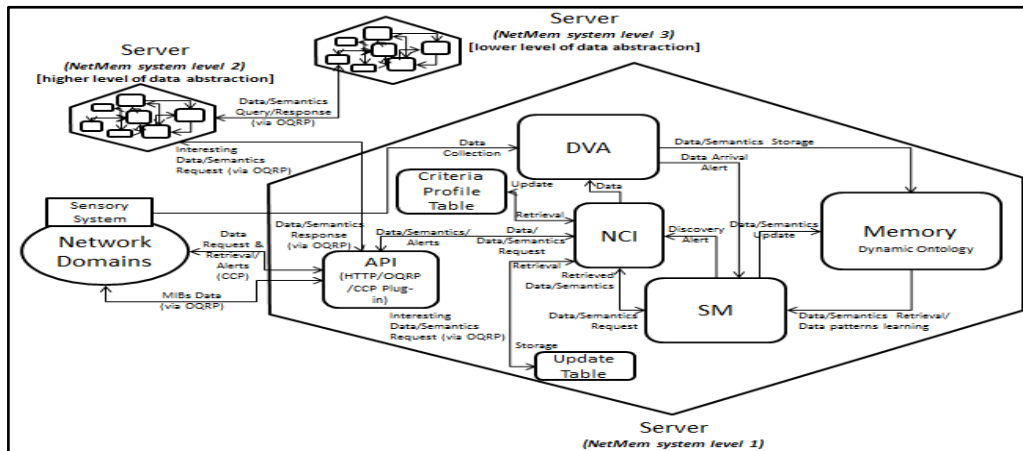 Server
(NetMem system level 3)
[lower level of data abstraction]
Server
(NetMem system level 2)
[higher level of data abstraction]
Data/Semantics
Query/Response
(via OQRP)
Interesting
Data/Semantics
Request (via OQRP)
Data
Collection
DVA
Data/Semantics Storage
Data Arrival
Alert
Criteria
Profile
Table
Update
Data
Retrieval
Sensory
System
Network
Domains
Data
Request &
Retrieval/
Alerts
(CCP)
MIBs Data
(via OQRP)
Data/Semantics
Response
(via OQRP)
Data/Semantics/
Alerts
Data/
Data/Semantics
Request
Retrieval
NCI
Discovery
Alert
Data/Semantics
Update
Memory
Dynamic Ontology
API
(HTTP/OQRP
/CCP Plug-
in)
Retrieved
Data/Semantics
Interesting
Data/Semantics
Request (via OQRP)
Data/Semantics
Request
SM
Data/Semantics Retrieval/
Data patterns learning
Storage
Update
Table
Server
(NetMem system level 1)